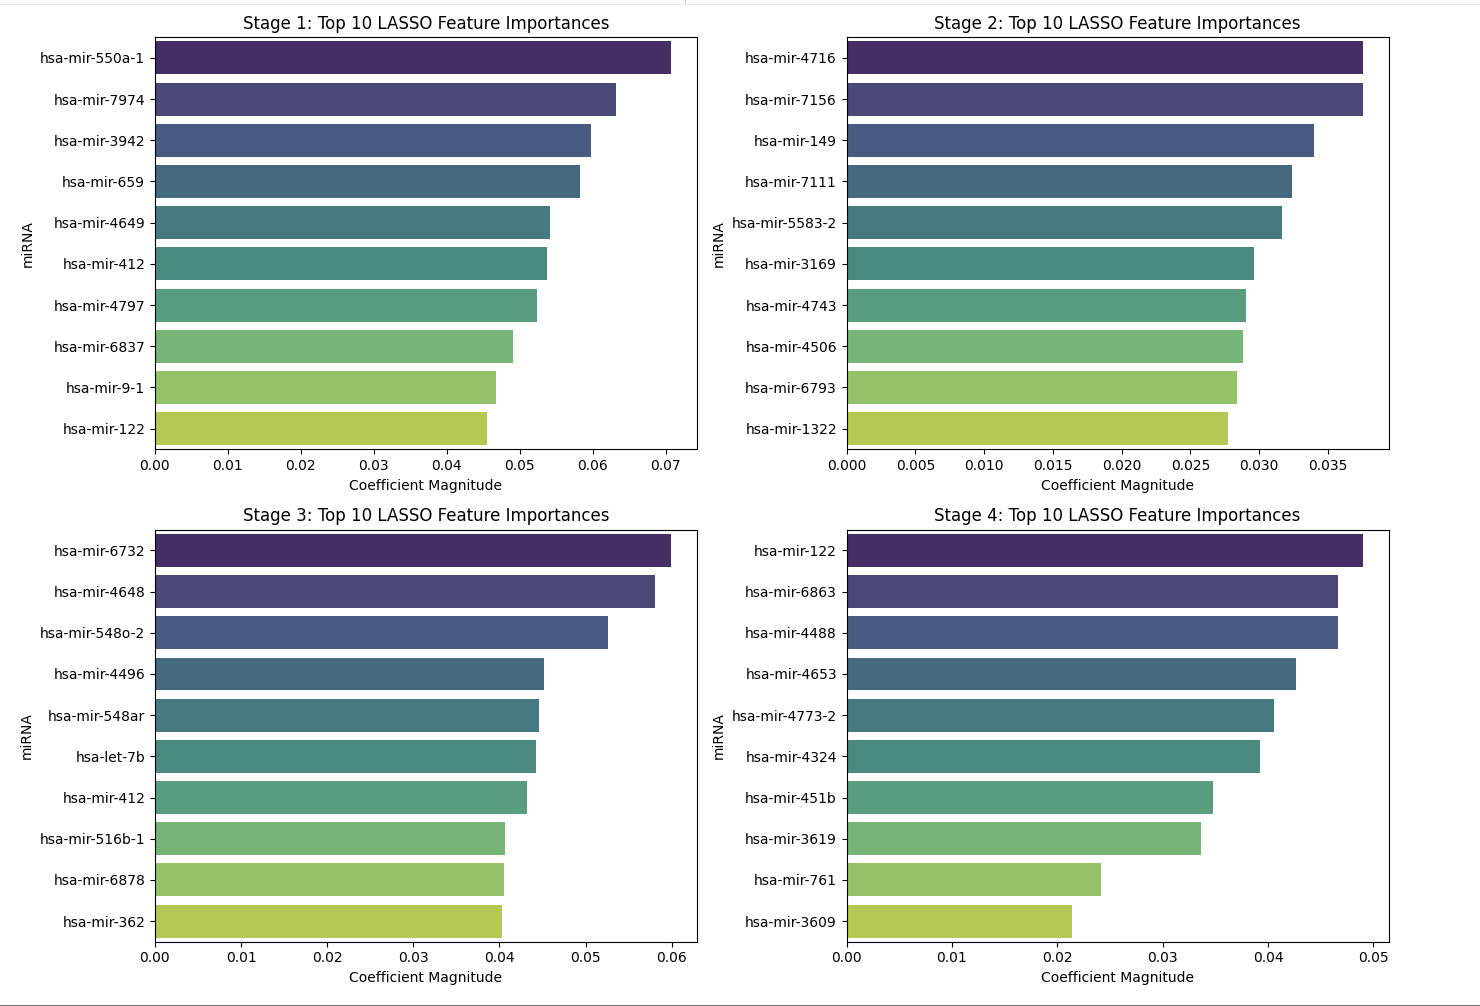 Stage 1: Top 10 LASSO Feature Importances
miRNA
hsa-mir-550a-1
hsa-mir-7974
hsa-mir-3942
hsa-mir-659
hsa-mir-4649
hsa-mir-412
hsa-mir-4797
hsa-mir-6837
hsa-mir-9-1
hsa-mir-122
0.00 0.01 0.02 0.03 0.04 0.05 0.06 0.07
Coefficient Magnitude
Stage 2: Top 10 LASSO Feature Importances
miRNA
hsa-mir-4716
hsa-mir-7156
hsa-mir-149
hsa-mir-7111
hsa-mir-5583-2
hsa-mir-3169
hsa-mir-4743
hsa-mir-4506
hsa-mir-6793
hsa-mir-1322
0.000 0.005 0.010 0.015 0.020 0.025 0.030 0.035
Coefficient Magnitude
Stage 3: Top 10 LASSO Feature Importances
miRNA
hsa-mir-6732
hsa-mir-4648
hsa-mir-548o-2
hsa-mir-4496
hsa-mir-548ar
hsa-let-7b
hsa-mir-412
hsa-mir-516b-1
hsa-mir-6878
hsa-mir-362
0.00 0.01 0.02 0.03 0.04 0.05 0.06
Coefficient Magnitude
Stage 4: Top 10 LASSO Feature Importances
miRNA
hsa-mir-122
hsa-mir-6863
hsa-mir-4488
hsa-mir-4653
hsa-mir-4773-2
hsa-mir-4324
hsa-mir-451b
hsa-mir-3619
hsa-mir-761
hsa-mir-3609
0.00 0.01 0.02 0.03 0.04 0.05
Coefficient Magnitude